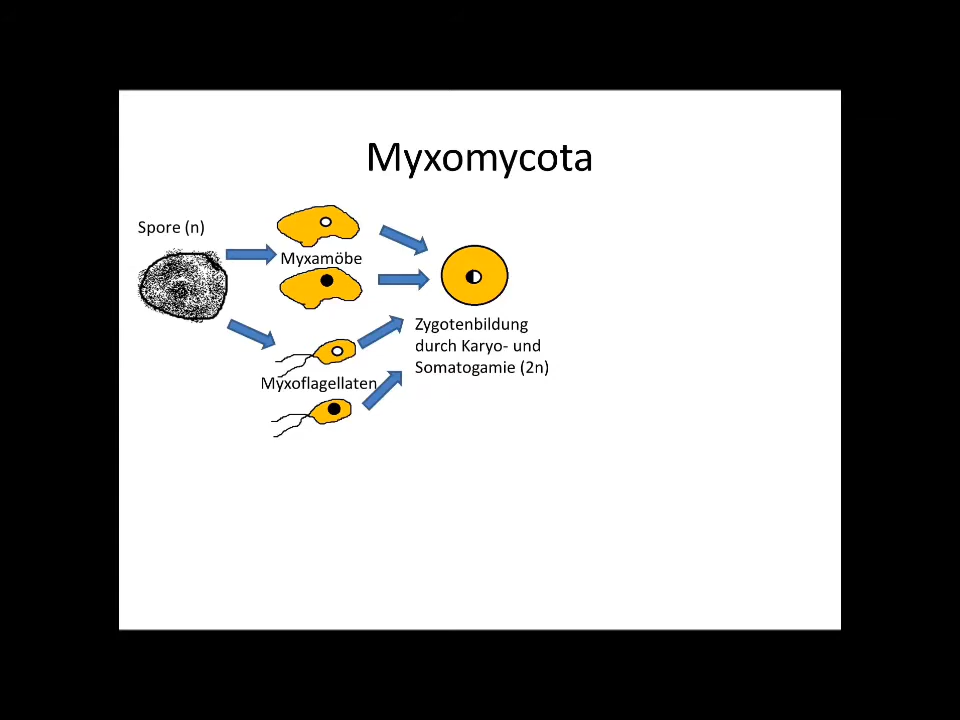 Myxomycota
Spore (n)
Myxamöbe
Zygotenbildung
durch Karyo- und
Somatogamie (2n)
Myxoflagellaten